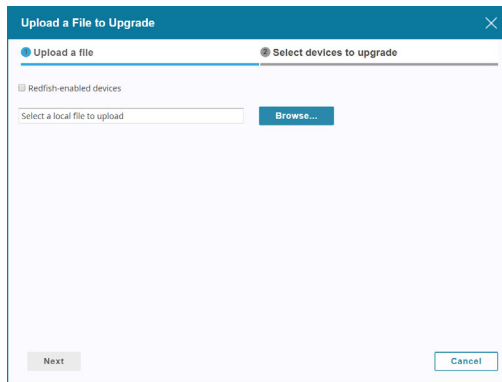 Upload a File to Upgrade
1 Upload a file
2 Select devices to upgrade
Redfish-enabled devices
Select a local file to upload
Browse...
Next
Cancel